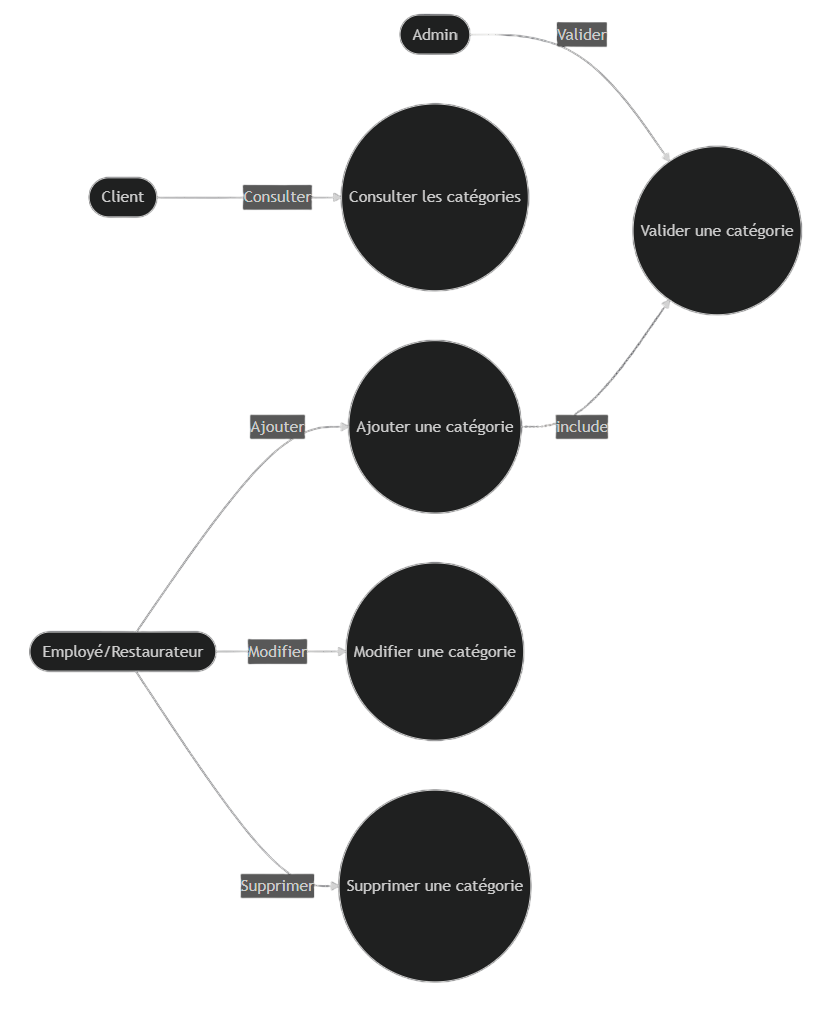 Admin
Valider
Client
Consulter
Consulter les catégories
Valider une catégorie
Ajouter
Ajouter une catégorie
include
Employé/Restaurateur
Modifier
Modifier une catégorie
Supprimer
Supprimer une catégorie